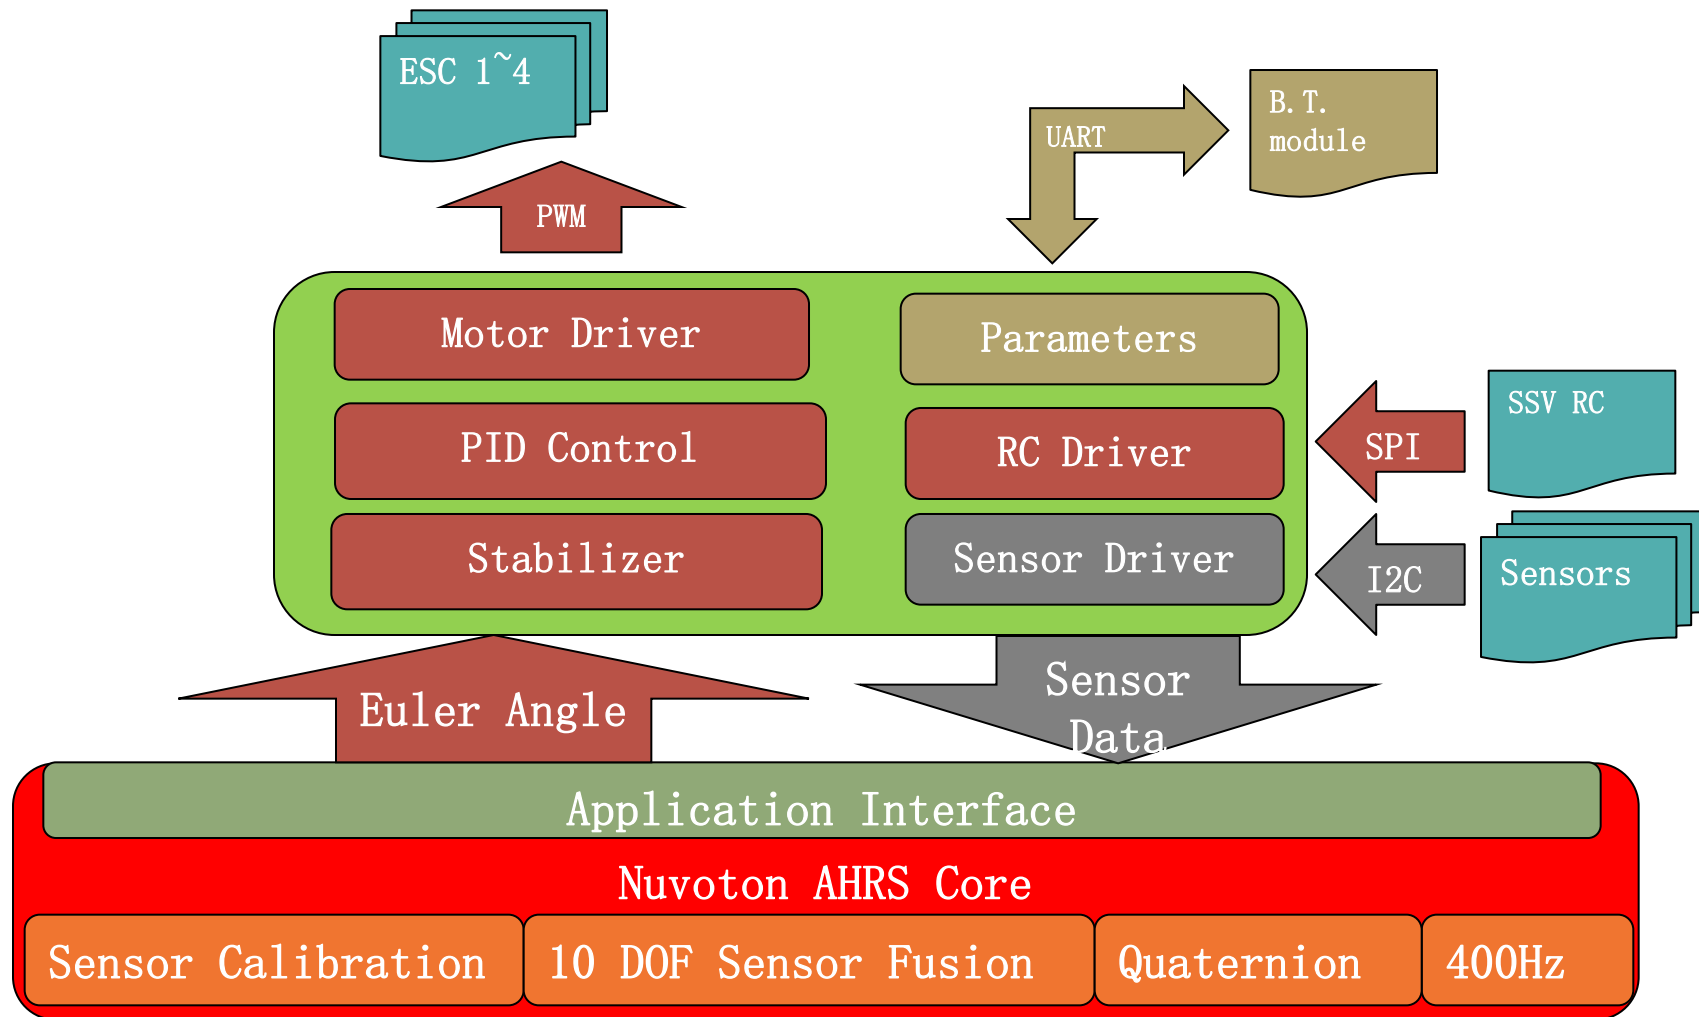 ESC 1~4
B.T.
module
UART
PWM
Motor Driver
Parameters
PID Control
RC Driver
SPI
SSV RC
Stabilizer
Sensor Driver
I2C
Sensors
Euler Angle
Sensor
Data
Application Interface
Nuvoton AHRS Core
Sensor Calibration
10 DOF Sensor Fusion
Quaternion
400Hz